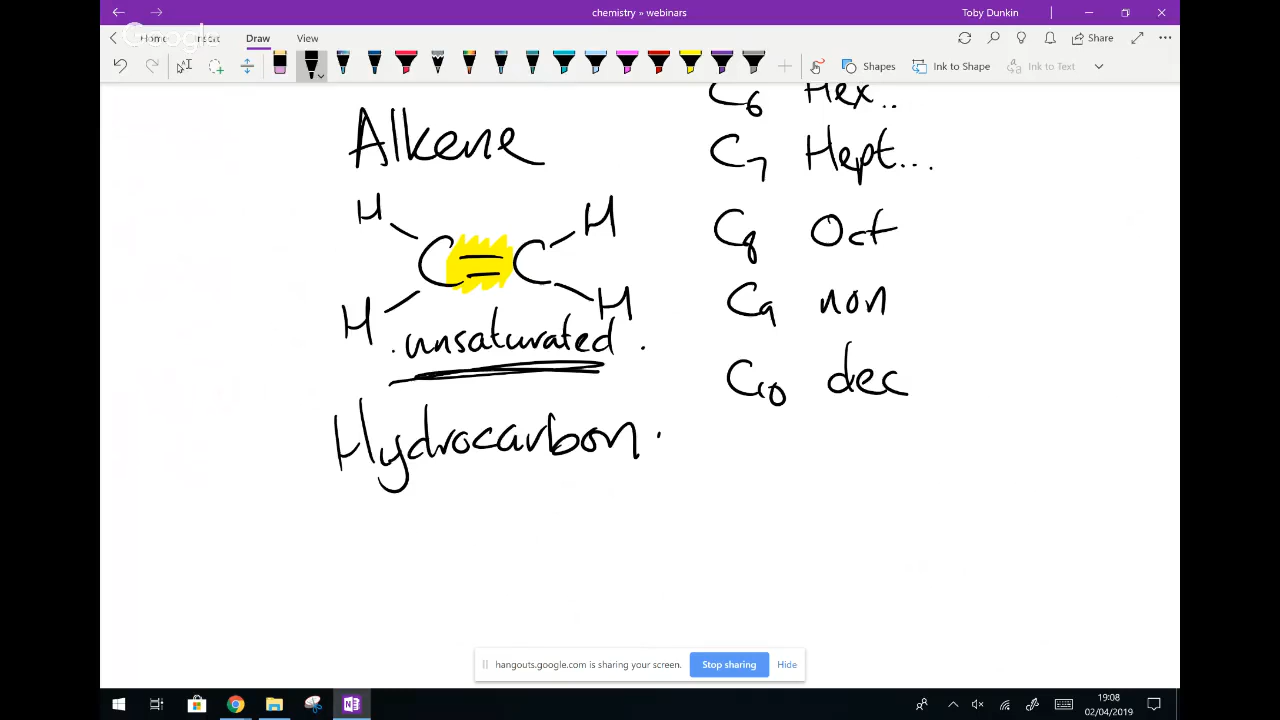 chemistry » webinars
Toby Dunkin
Google
Home Insert Draw View
Share
Shapes Ink to Shape Ink to Text
C6 Hex..
Alkene
C7 Hept...
H H
C8 Oct
C=C
H H
C9 non
. unsaturated .
C10 dec
Hydrocarbon.
hangouts.google.com is sharing your screen. Stop sharing Hide
19:08
02/04/2019